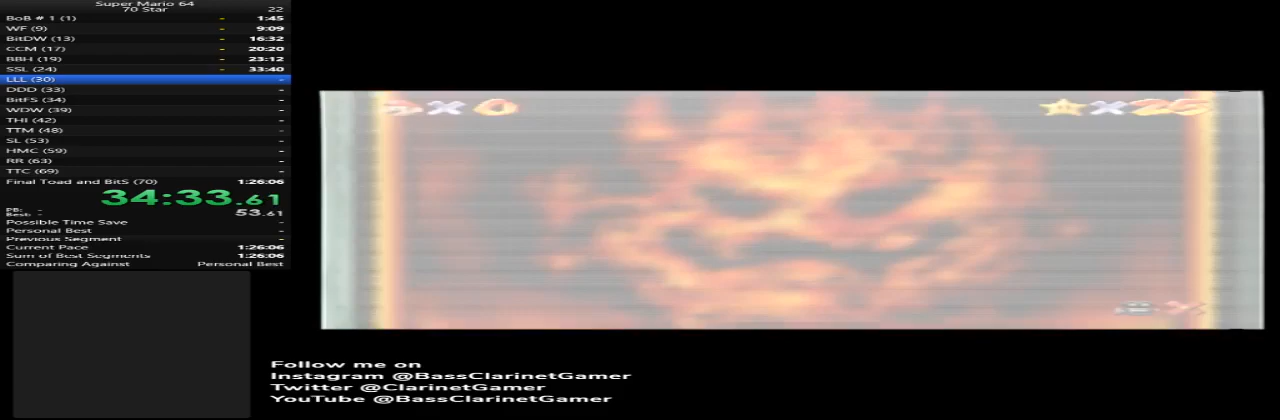 Super Mario 64
70 Star 22
BoB # 1 (1) - 1:45
WF (9) - 9:09
BitDW (13) - 16:32
CCM (17) - 20:20
BBH (19) - 23:12
SSL (24) - 33:40
LLL (30) -
DDD (33) -
BitFS (34) -
WDW (39) -
THI (42) -
TTM (48) -
SL (53) -
HMC (59) -
RR (63) -
TTC (69) -
Final Toad and BitS (70) 1:26:06
34:33.61
PB: -
Best: - 53.61
Possible Time Save -
Personal Best -
Previous Segment -
Current Pace 1:26:06
Sum of Best Segments 1:26:06
Comparing Against Personal Best
× 0
× 25
Follow me on
Instagram @BassClarinetGamer
Twitter @ClarinetGamer
YouTube @BassClarinetGamer